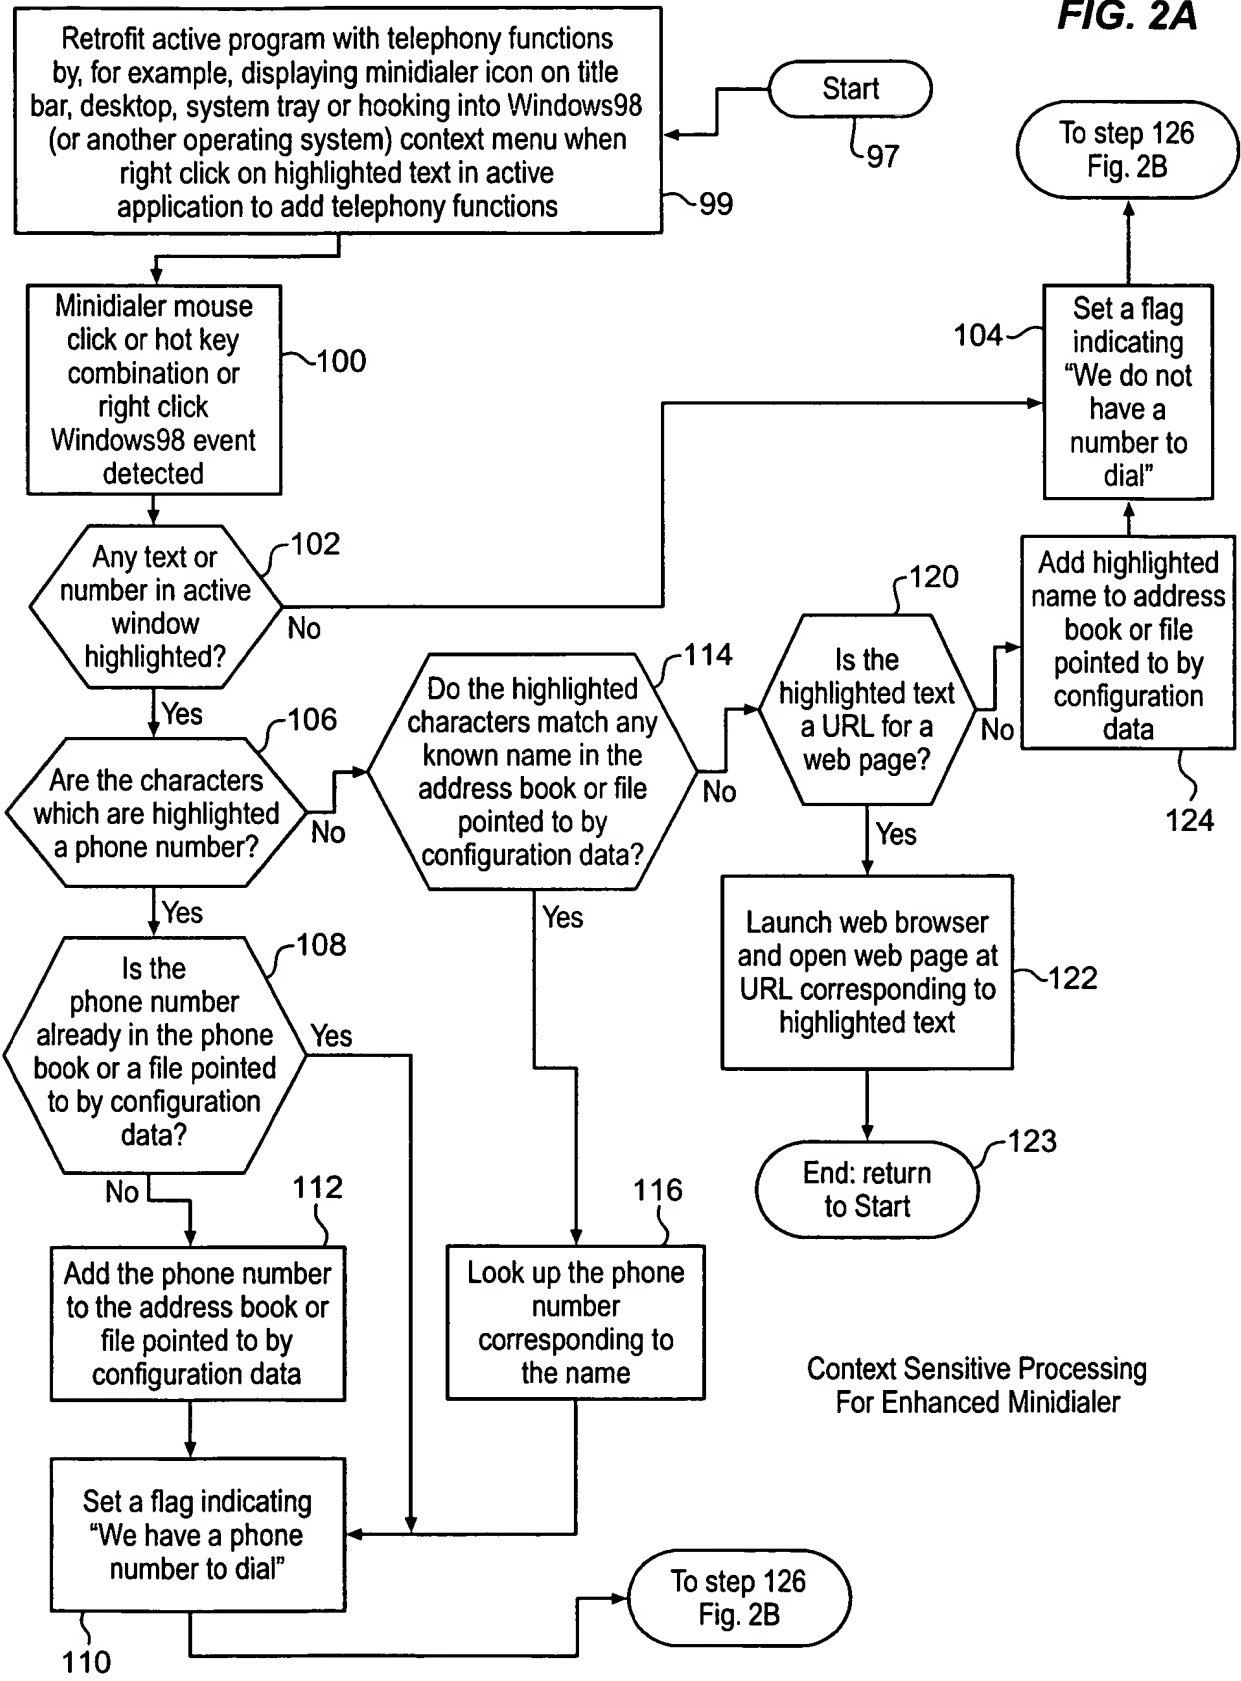 FIG. 2A
Retrofit active program with telephony functions
by, for example, displaying minidialer icon on title
bar, desktop, system tray or hooking into Windows98
(or another operating system) context menu when
right click on highlighted text in active
application to add telephony functions
99
Start
97
To step 126
Fig. 2B
Minidialer mouse
click or hot key
combination or
right click
Windows98 event
detected
100
Set a flag
indicating
“We do not
have a
number to
dial”
104
Any text or
number in active
window
highlighted?
102
No
Yes
Are the characters
which are highlighted
a phone number?
106
No
Yes
Do the highlighted
characters match any
known name in the
address book or file
pointed to by
configuration data?
114
No
Yes
Is the
highlighted text
a URL for a
web page?
120
No
Yes
Add highlighted
name to address
book or file
pointed to by
configuration
data
124
Launch web browser
and open web page at
URL corresponding to
highlighted text
122
End: return
to Start
123
Is the
phone number
already in the phone
book or a file pointed
to by configuration
data?
108
Yes
No
Add the phone number
to the address book or
file pointed to by
configuration data
112
Look up the phone
number
corresponding to
the name
116
Set a flag indicating
“We have a phone
number to dial”
110
To step 126
Fig. 2B
Context Sensitive Processing
For Enhanced Minidialer